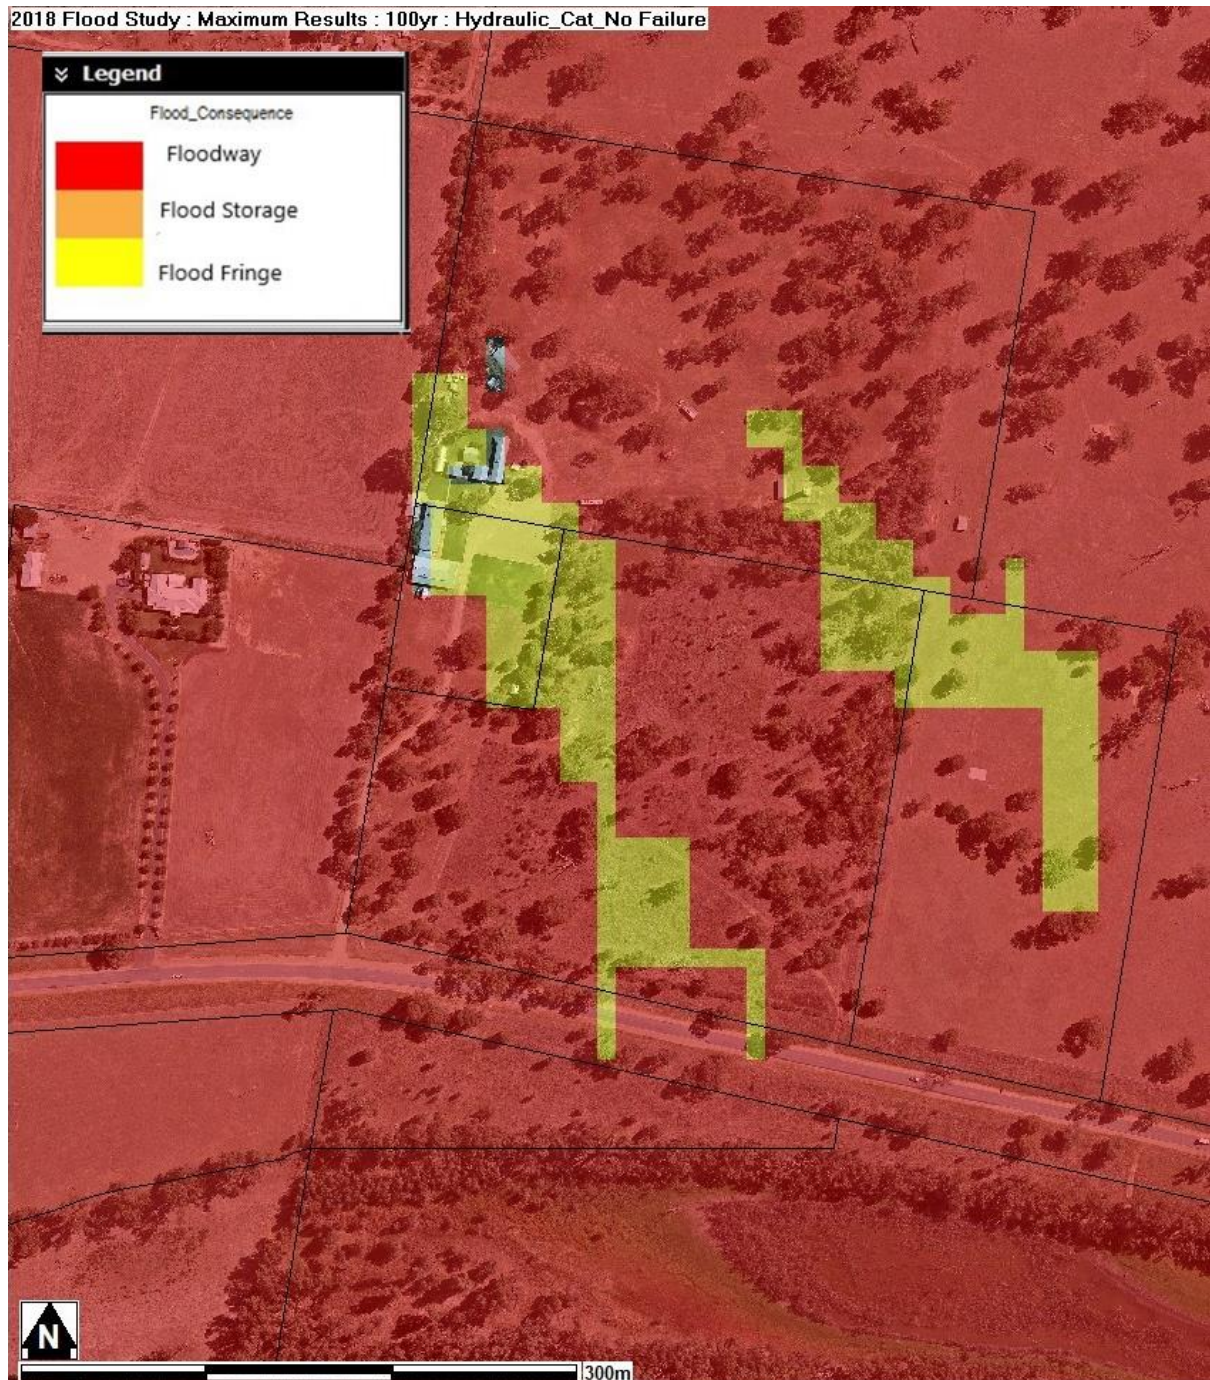 2018 Flood Study : Maximum Results : 100yr : Hydraulic_Cat_No Failure
Legend
Flood_Consequence
Floodway
Flood Storage
Flood Fringe
N
300m